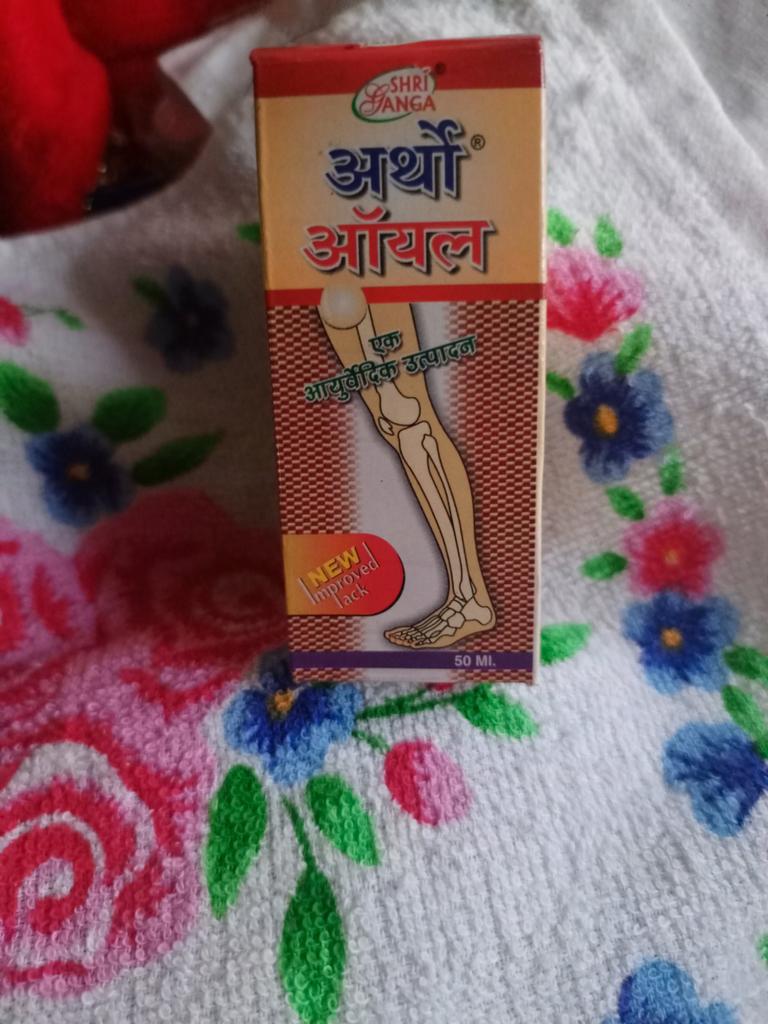 SHRI
GANGA
अर्थो®
ऑयल
एक
आयुर्वेदिक उत्पादन
NEW
Improved
Pack
50 Ml.